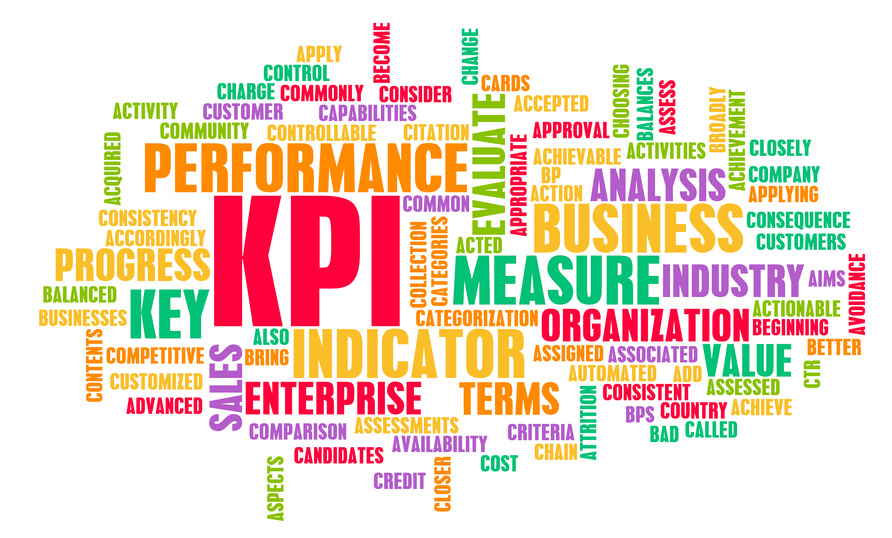 APPLY
BECOME
CHANGE
CONTROL
CARDS
CHARGE
COMMONLY
CONSIDER
ACCEPTED
CHOOSING
BALANCES
ASSESS
BROADLY
ACTIVITY
CUSTOMER
CAPABILITIES
EVALUATE
ACHIEVEMENT
COMMUNITY
CONTROLLABLE
CITATION
APPROVAL
ACQUIRED
PERFORMANCE
APPROPRIATE
ACHIEVABLE
ACTIVITIES
CLOSELY
BP
COMPANY
ACTION
ANALYSIS
APPLYING
KPI
COMMON
CONSISTENCY
BUSINESS
CONSEQUENCE
ACCORDINGLY
COLLECTION
CATEGORIES
ACTED
CUSTOMERS
PROGRESS
MEASURE
INDUSTRY
AIMS
AVOIDANCE
BALANCED
KEY
ACTIONABLE
BUSINESSES
CATEGORIZATION
ORGANIZATION
BEGINNING
ALSO
INDICATOR
BETTER
CONTENTS
COMPETITIVE
BRING
ASSIGNED
ASSOCIATED
VALUE
CTR
CUSTOMIZED
SALES
AUTOMATED
ADD
ASSESSED
ADVANCED
ENTERPRISE
TERMS
CONSISTENT
ATTRITION
BPS
COUNTRY
ACHIEVE
COMPARISON
ASSESSMENTS
CRITERIA
BAD
CALLED
AVAILABILITY
CHAIN
CANDIDATES
COST
ASPECTS
CREDIT
CLOSER